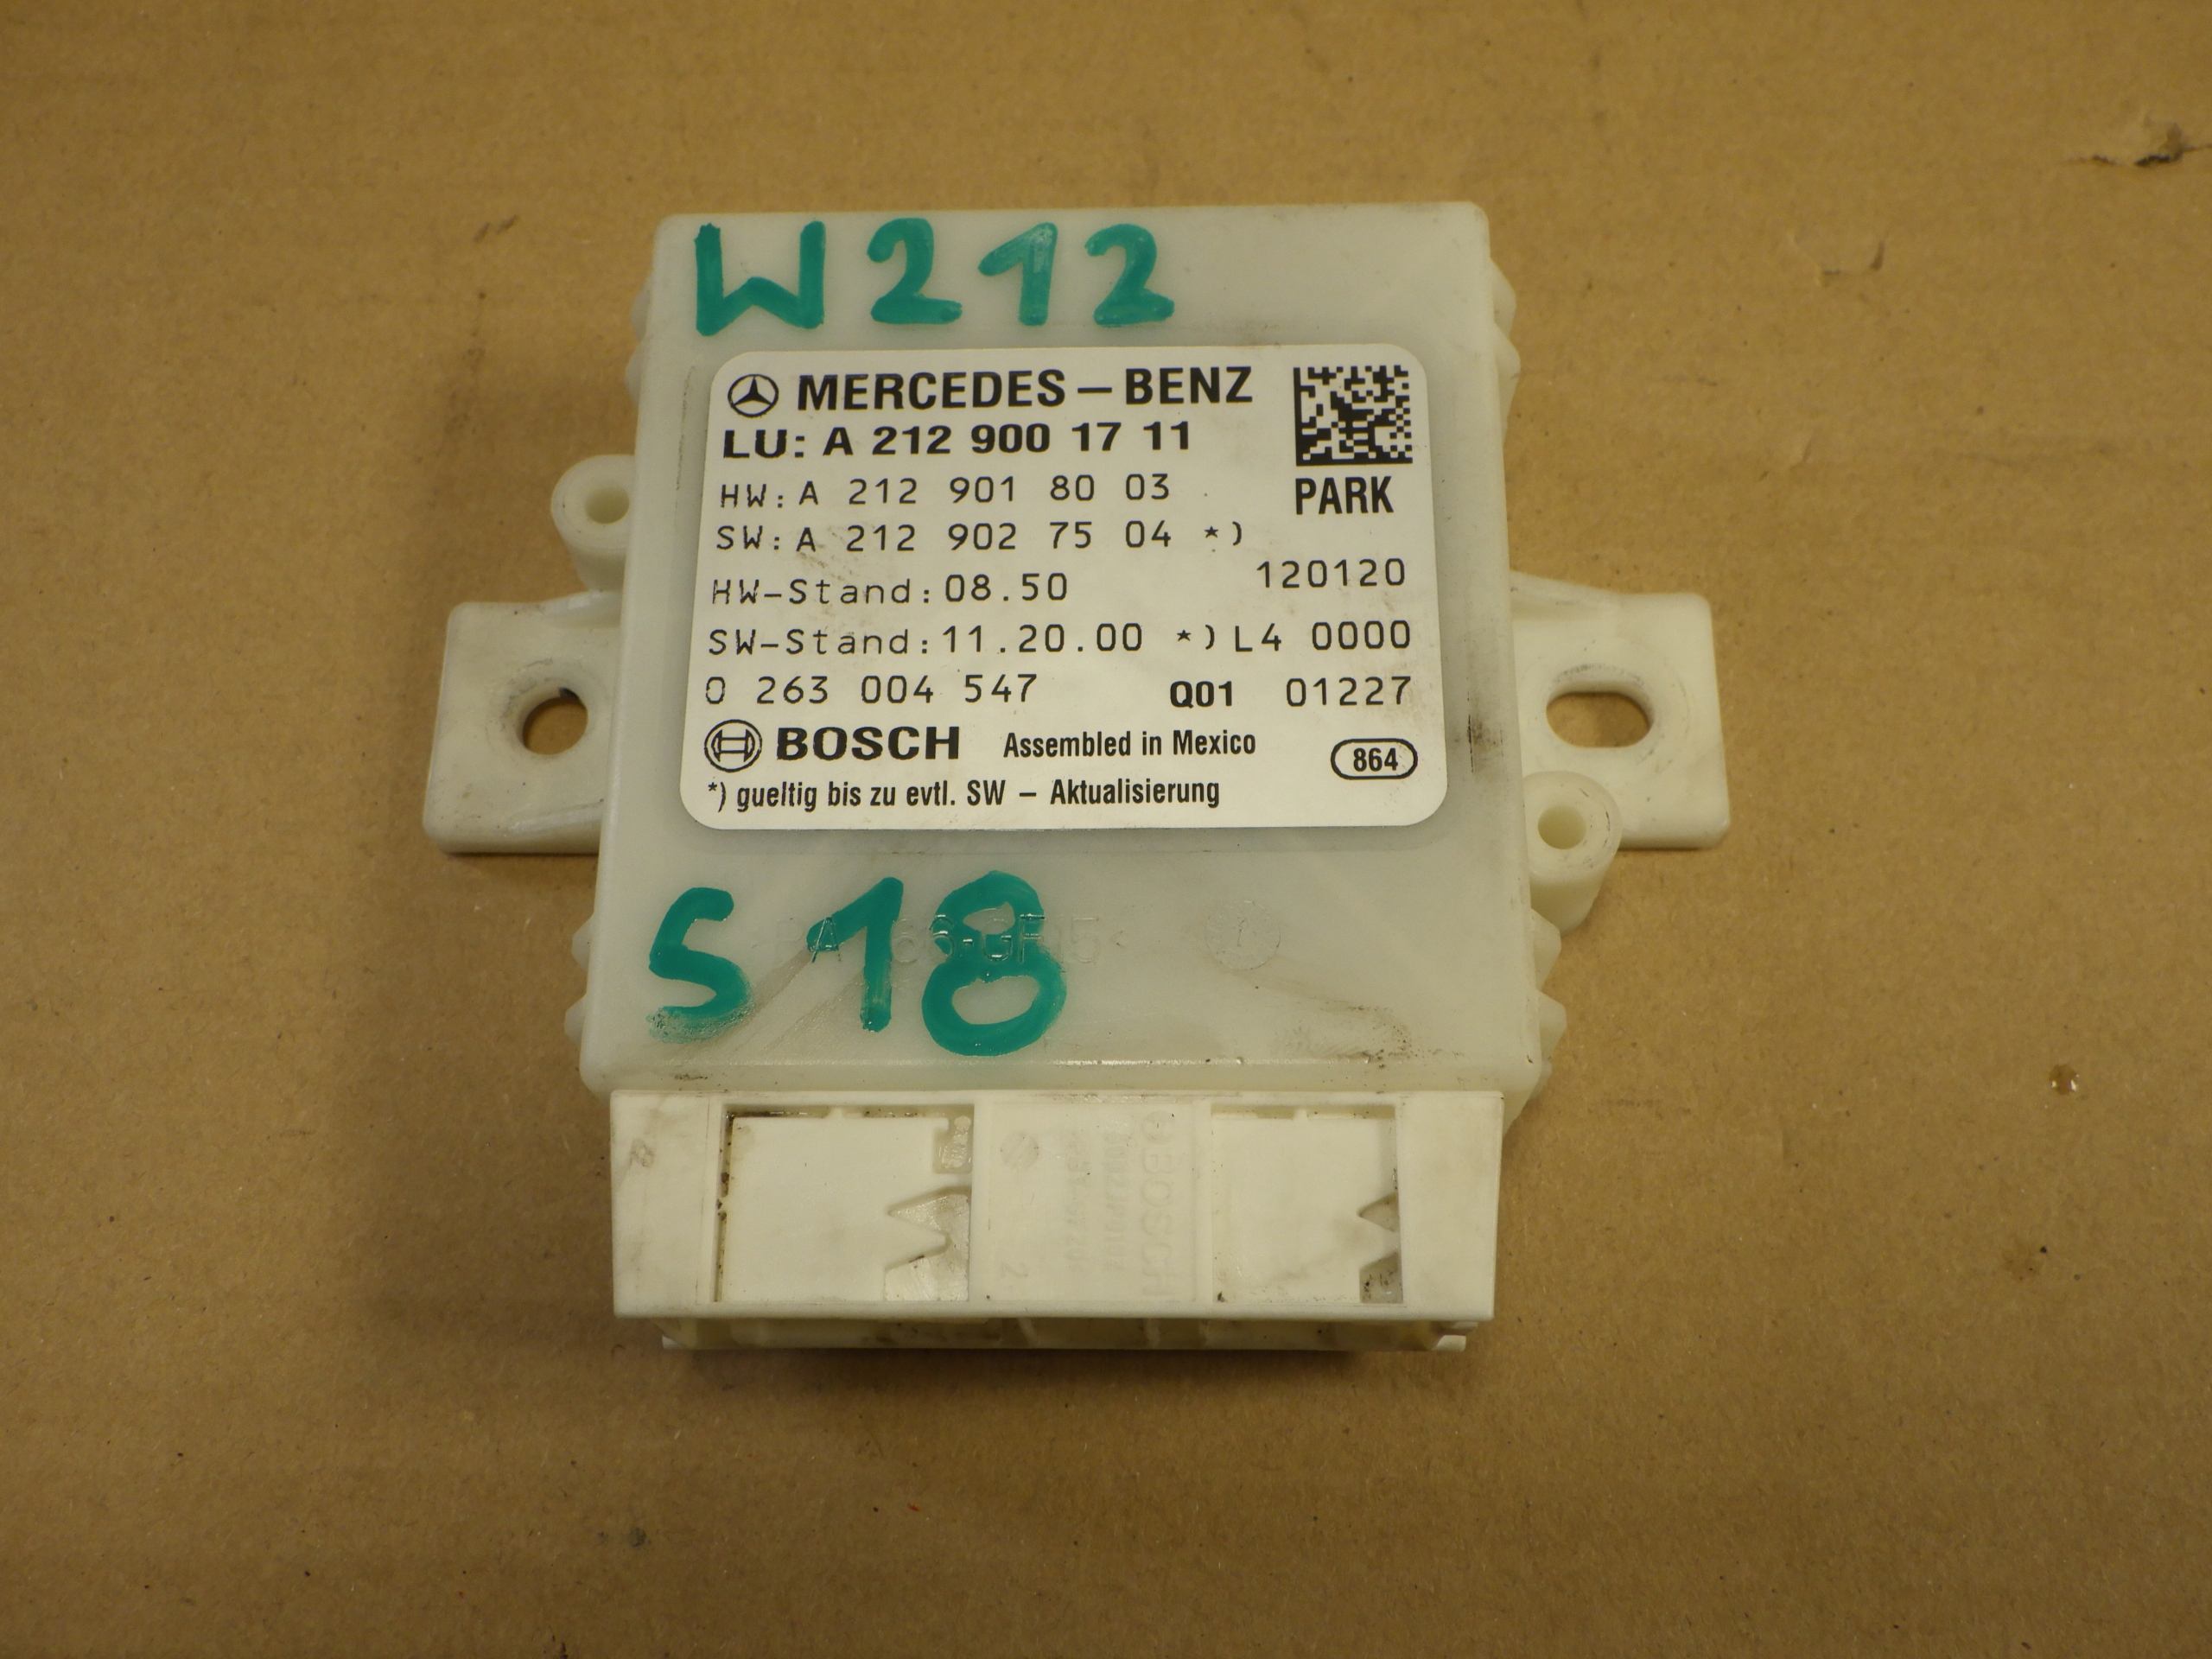 W212
MERCEDES – BENZ
LU: A 212 900 17 11
HW: A 212 901 80 03
PARK
SW: A 212 902 75 04 *)
HW-Stand: 08.50 120120
SW-Stand: 11.20.00 *) L4 0000
0 263 004 547 Q01 01227
BOSCH Assembled in Mexico 864
*) gueltig bis zu evtl. SW – Aktualisierung
S18
BOSCH
2